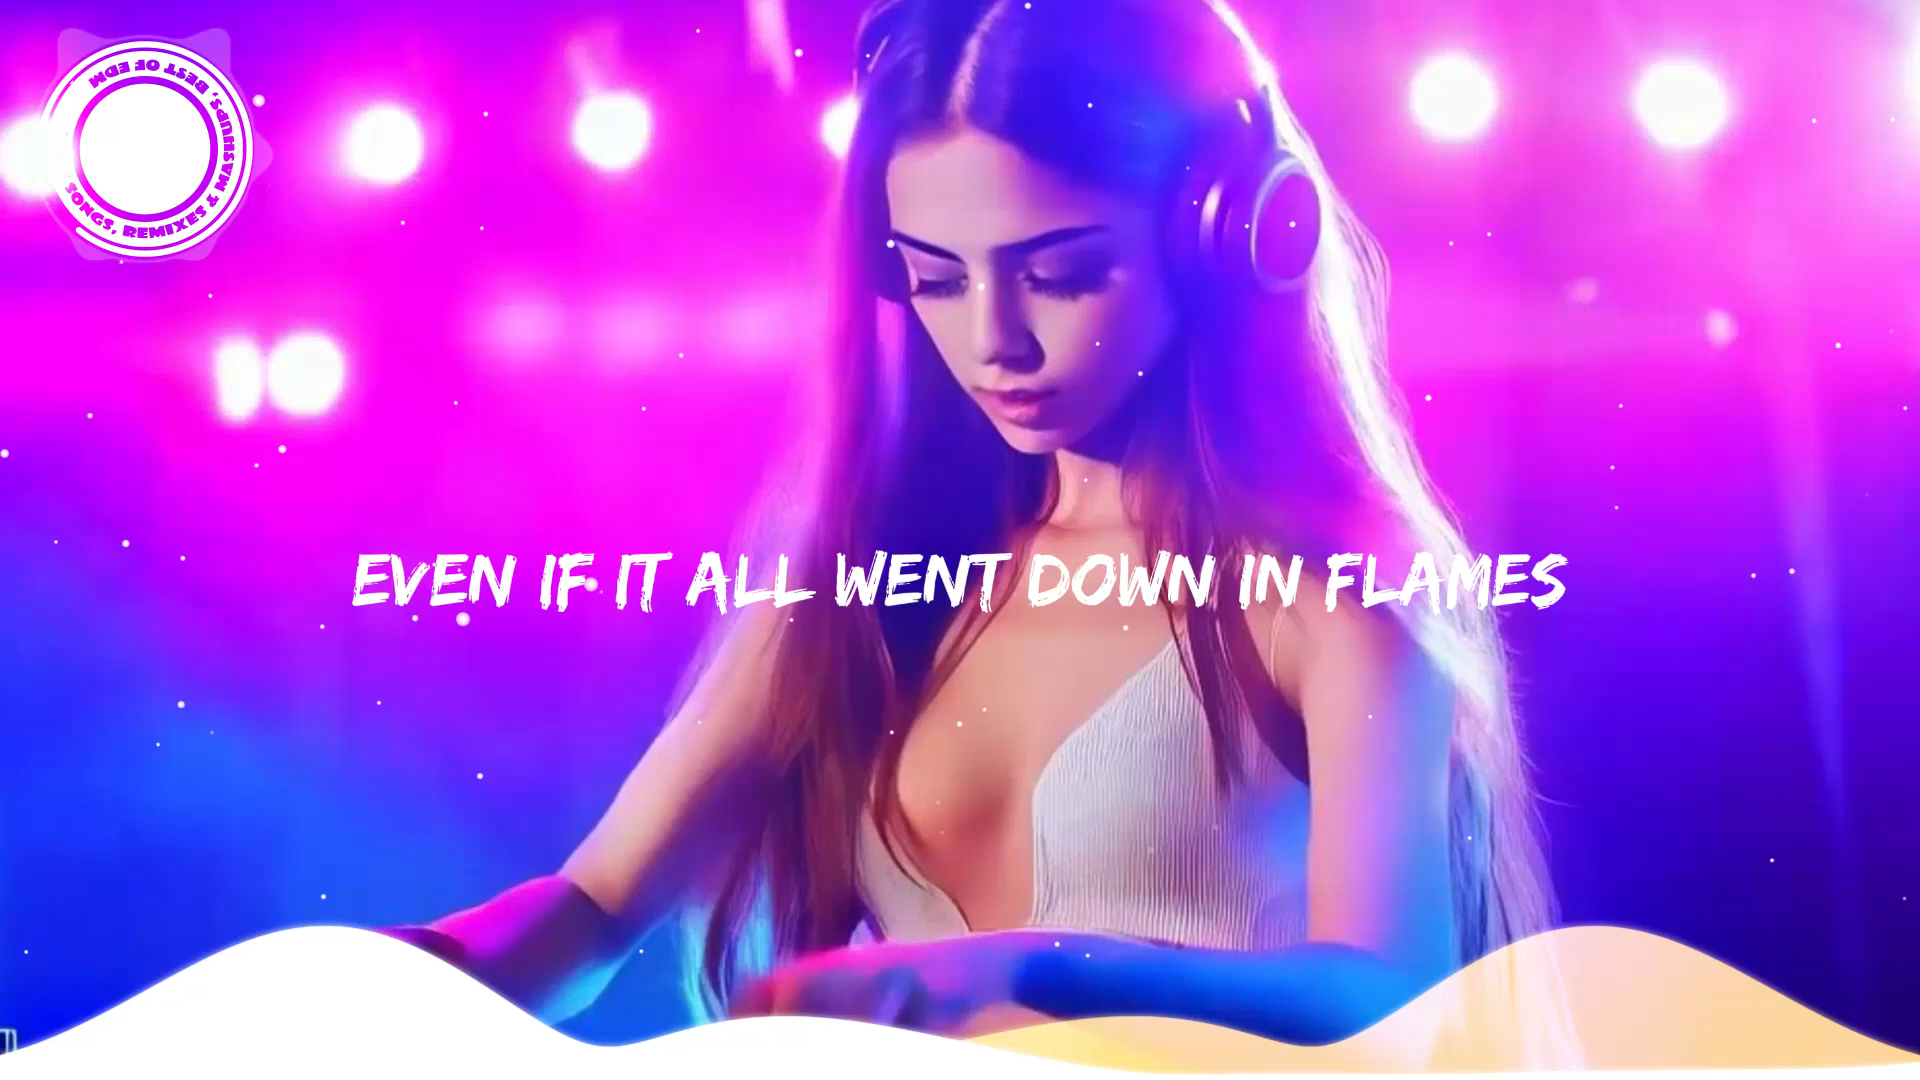 SONGS, REMIXES & MASHUPS, BEST OF EDM
EVEN IF IT ALL WENT DOWN IN FLAMES